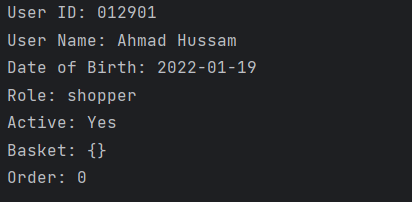 User ID: 012901
User Name: Ahmad Hussam
Date of Birth: 2022-01-19
Role: shopper
Active: Yes
Basket: {}
Order: 0